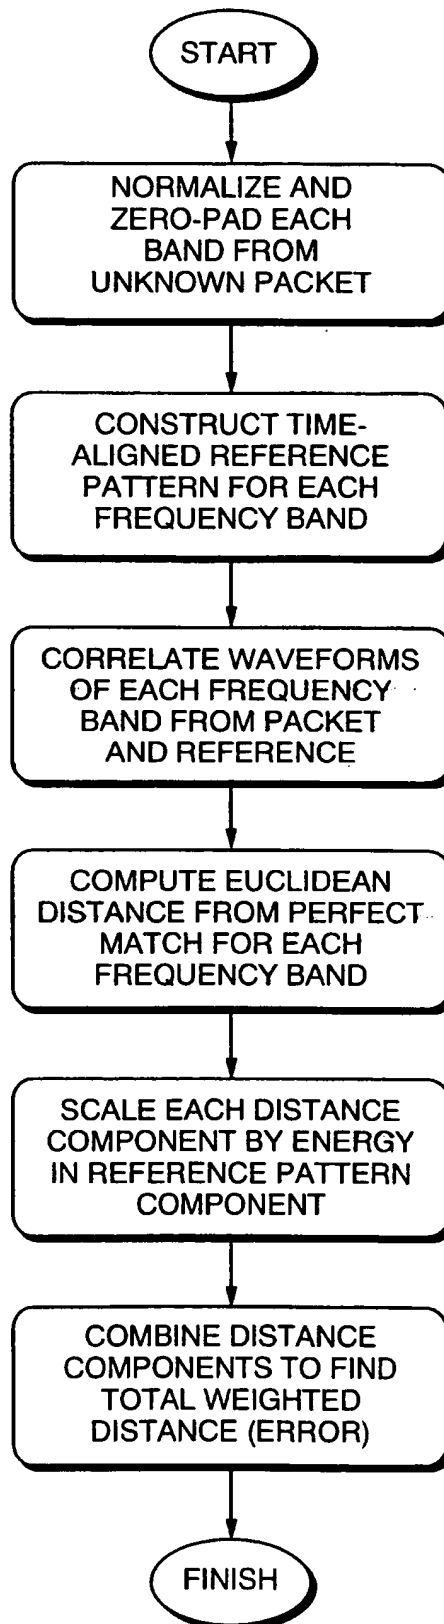 START
NORMALIZE AND
ZERO-PAD EACH
BAND FROM
UNKNOWN PACKET
CONSTRUCT TIME-
ALIGNED REFERENCE
PATTERN FOR EACH
FREQUENCY BAND
CORRELATE WAVEFORMS
OF EACH FREQUENCY
BAND FROM PACKET
AND REFERENCE
COMPUTE EUCLIDEAN
DISTANCE FROM PERFECT
MATCH FOR EACH
FREQUENCY BAND
SCALE EACH DISTANCE
COMPONENT BY ENERGY
IN REFERENCE PATTERN
COMPONENT
COMBINE DISTANCE
COMPONENTS TO FIND
TOTAL WEIGHTED
DISTANCE (ERROR)
FINISH